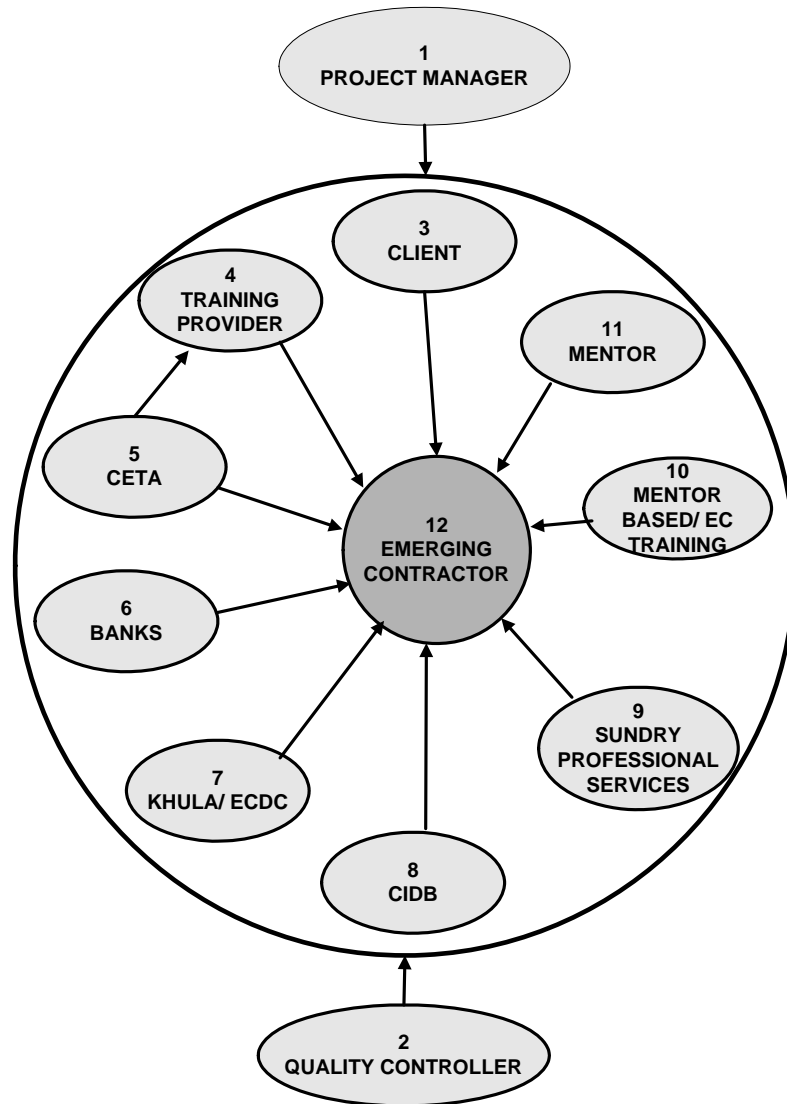 1
PROJECT MANAGER
3
CLIENT
4
TRAINING
PROVIDER
11
MENTOR
5
CETA
10
MENTOR
BASED/ EC
TRAINING
12
EMERGING
CONTRACTOR
6
BANKS
9
SUNDRY
PROFESSIONAL
SERVICES
7
KHULA/ ECDC
8
CIDB
2
QUALITY CONTROLLER